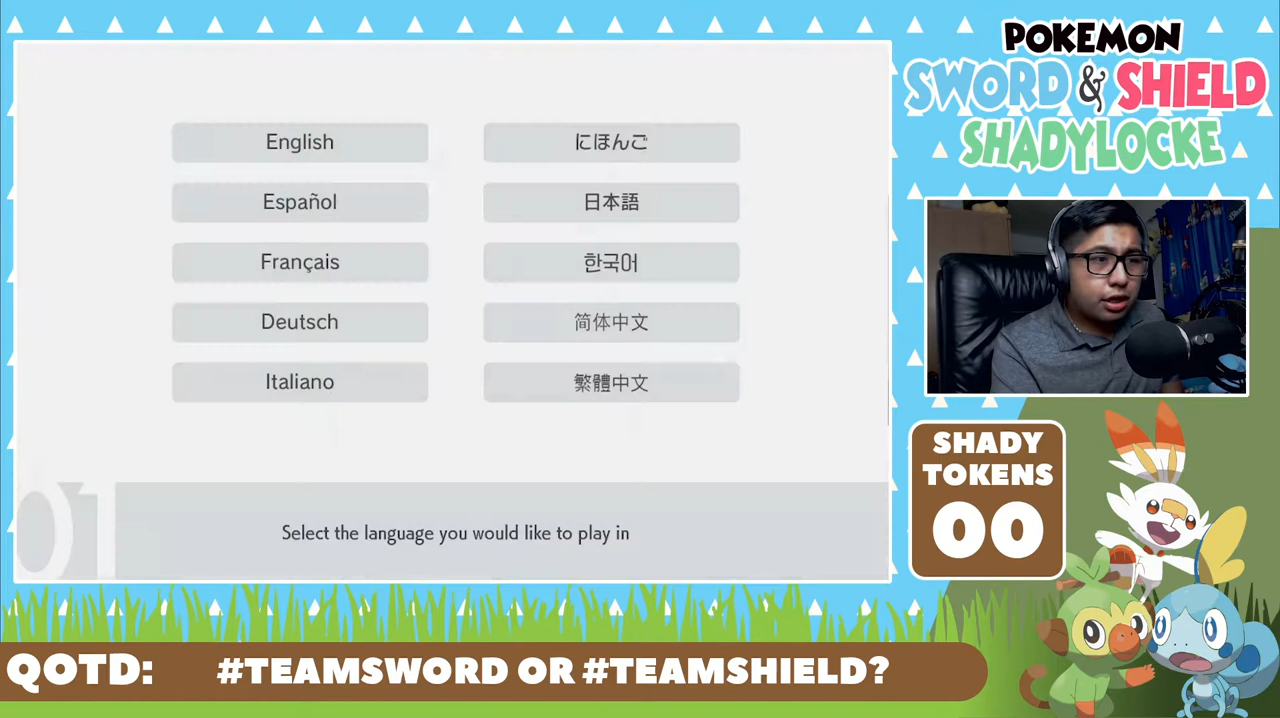 English
Español
Français
Deutsch
Italiano
にほんご
日本語
한국어
简体中文
繁體中文
01
Select the language you would like to play in
POKEMON
SWORD & SHIELD
SHADYLOCKE
SHADY
TOKENS
00
QOTD: #TEAMSWORD OR #TEAMSHIELD?